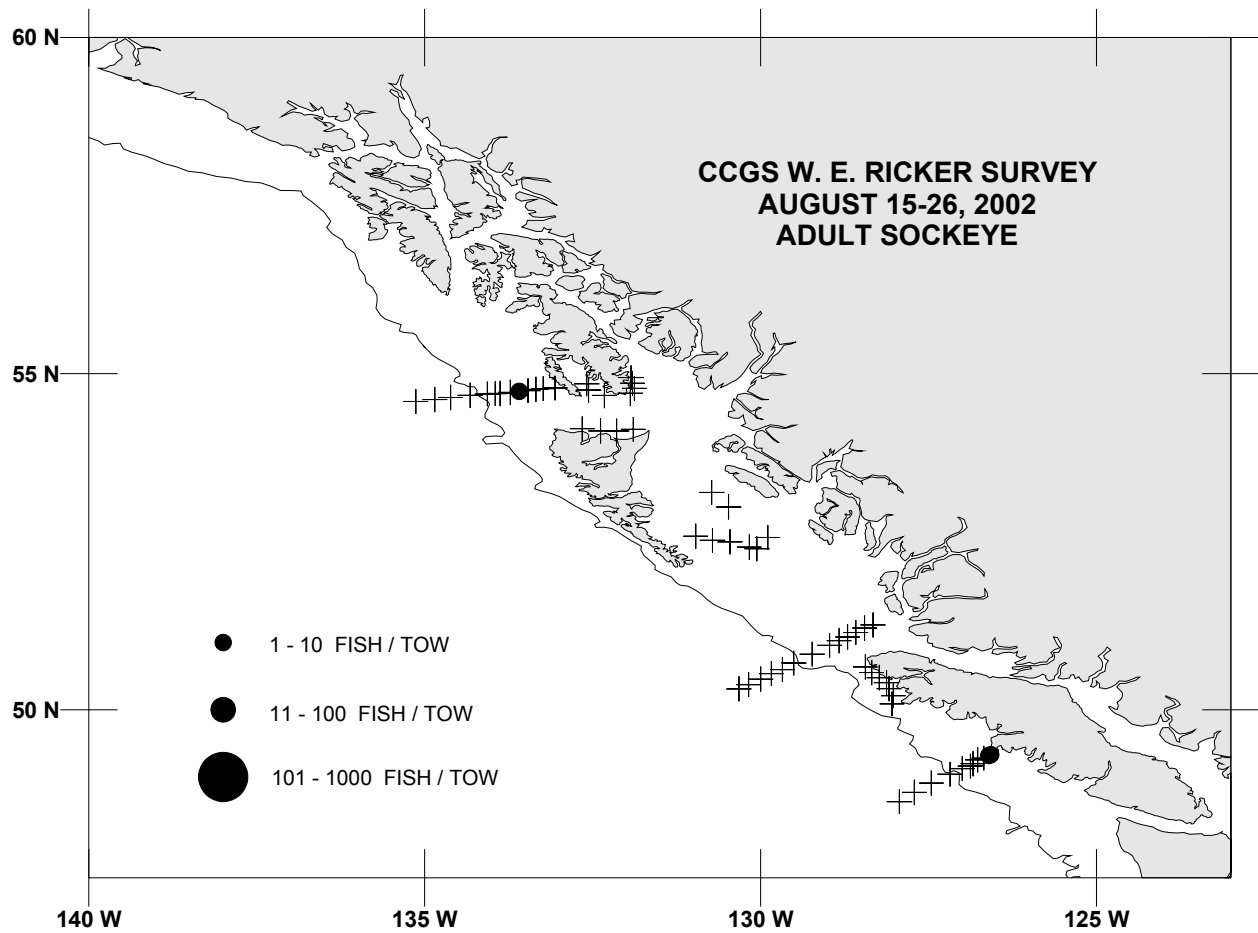 60 N
CCGS W. E. RICKER SURVEY
AUGUST 15-26, 2002
ADULT SOCKEYE
55 N
1 - 10 FISH / TOW
50 N
11 - 100 FISH / TOW
101 - 1000 FISH / TOW
140 W
135 W
130 W
125 W